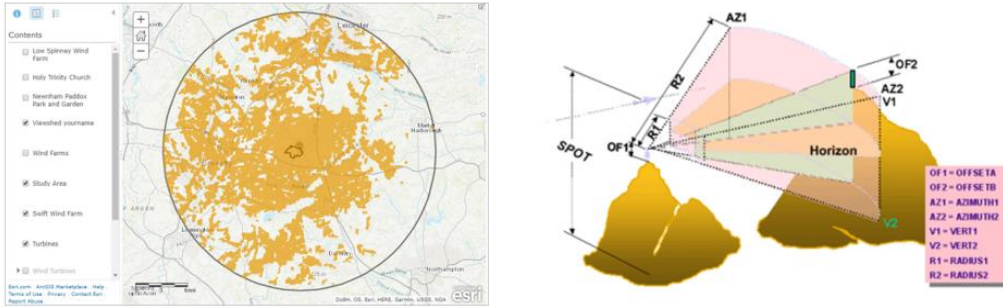 Contents
Low Spinney Wind
Farm
Holy Trinity Church
Newnham Paddox
Park and Garden
Viewshed yourname
Wind Farms
Study Area
Swift Wind Farm
Turbines
Wind Turbines
Esri.com . ArcGIS Marketplace . Help .
Terms of Use . Privacy . Contact Esri .
Report Abuse
+
−
Leicester
Market
Harborough
Leamington
Northampton
esri
AZ1
R2
R1
OF1
SPOT
OF2
AZ2
V1
Horizon
V2
OF1 = OFFSETA
OF2 = OFFSETB
AZ1 = AZIMUTH1
AZ2 = AZIMUTH2
V1 = VERT1
V2 = VERT2
R1 = RADIUS1
R2 = RADIUS2